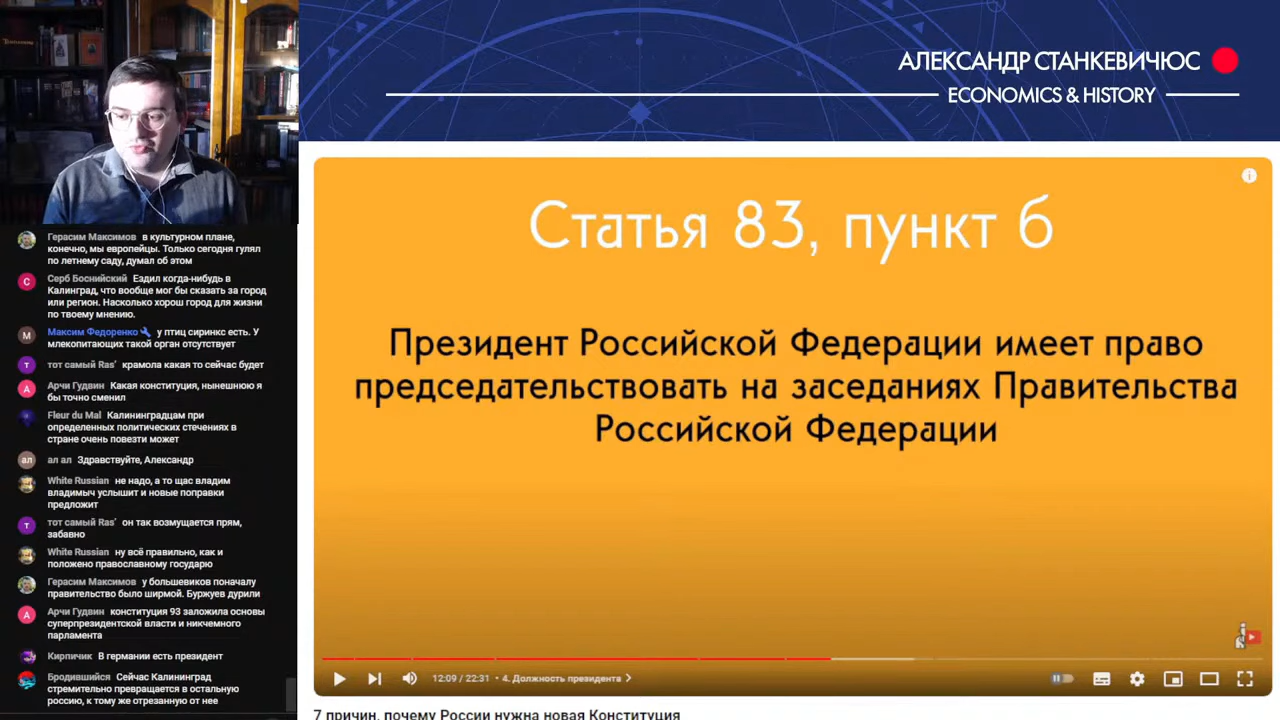 АЛЕКСАНДР СТАНКЕВИЧЮС
ECONOMICS & HISTORY
Статья 83, пункт б
Президент Российской Федерации имеет право
председательствовать на заседаниях Правительства
Российской Федерации
12:09 / 22:31 • 4. Должность президента
7 причин, почему России нужна новая Конституция
Герасим Максимов в культурном плане,
конечно, мы европейцы. Только сегодня гулял
по летнему саду, думал об этом
Серб Боснийский Ездил когда-нибудь в
Калинград, что вообще мог бы сказать за город
или регион. Насколько хорош город для жизни
по твоему мнению.
Максим Федоренко у птиц сиринкс есть. У
млекопитающих такой орган отсутствует
тот самый Ras' крамола какая то сейчас будет
Арчи Гудвин Какая конституция, нынешнюю я
бы точно сменил
Fleur du Mal Калининградцам при
определенных политических стечениях в
стране очень повезти может
ал ал Здравствуйте, Александр
White Russian не надо, а то щас владим
владимыч услышит и новые поправки
предложит
тот самый Ras' он так возмущается прям,
забавно
White Russian ну всё правильно, как и
положено православному государю
Герасим Максимов у большевиков поначалу
правительство было ширмой. Буржуев дурили
Арчи Гудвин конституция 93 заложила основы
суперпрезидентской власти и никчемного
парламента
Кирпичик В германии есть президент
Бродившийся Сейчас Калининград
стремительно превращается в остальную
россию, к тому же отрезанную от нее